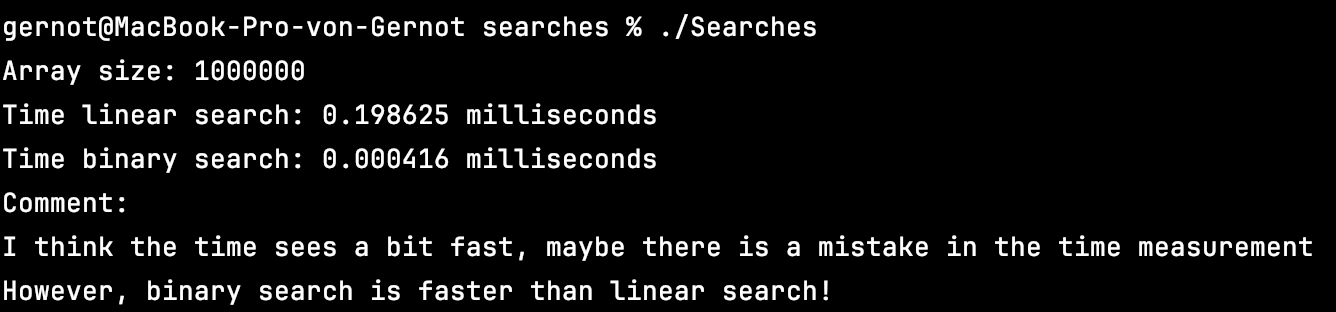 gernot@MacBook-Pro-von-Gernot searches % ./Searches
Array size: 1000000
Time linear search: 0.198625 milliseconds
Time binary search: 0.000416 milliseconds
Comment:
I think the time sees a bit fast, maybe there is a mistake in the time measurement
However, binary search is faster than linear search!